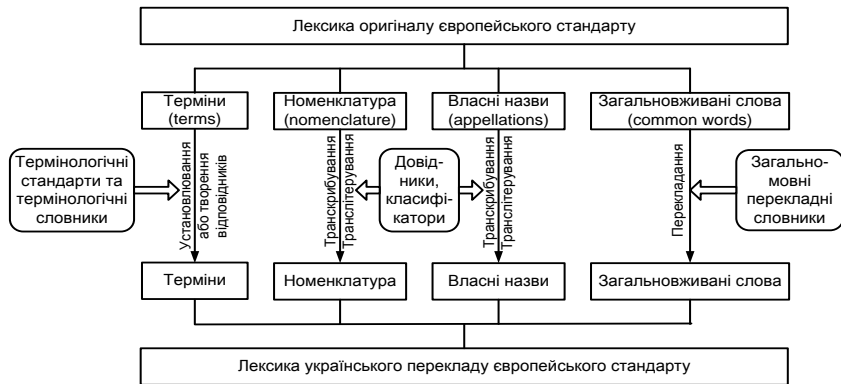 Лексика оригіналу європейського стандарту
Терміни
(terms)
Номенклатура
(nomenclature)
Власні назви
(appellations)
Загальновживані слова
(common words)
Термінологічні
стандарти та
термінологічні
словники
Установлювання
або творення
відповідників
Транскрибування
Транслітерування
Довід-
ники,
класифі-
катори
Транскрибування
Транслітерування
Перекладання
Загально-
мовні
перекладні
словники
Терміни
Номенклатура
Власні назви
Загальновживані слова
Лексика українського перекладу європейського стандарту